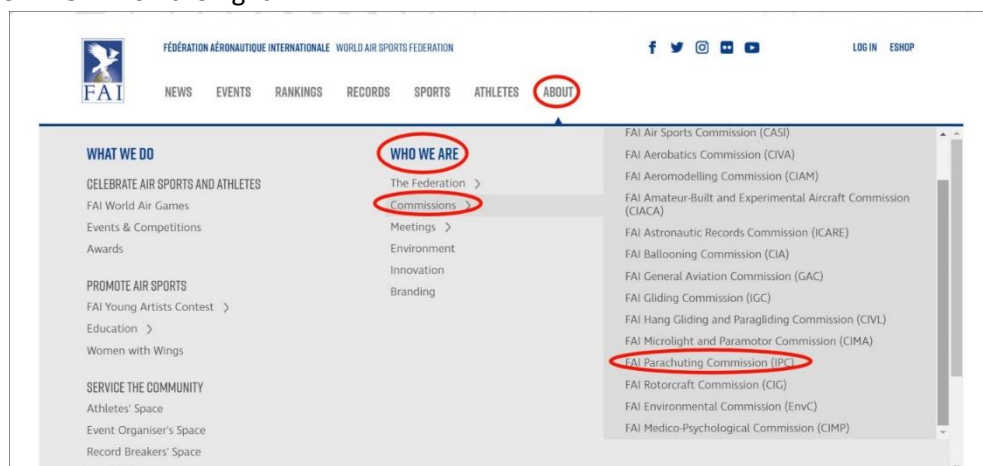 FÉDÉRATION AÉRONAUTIQUE INTERNATIONALE WORLD AIR SPORTS FEDERATION
LOG IN ESHOP
FAI
NEWS EVENTS RANKINGS RECORDS SPORTS ATHLETES ABOUT
WHAT WE DO
CELEBRATE AIR SPORTS AND ATHLETES
FAI World Air Games
Events & Competitions
Awards
PROMOTE AIR SPORTS
FAI Young Artists Contest >
Education >
Women with Wings
SERVICE THE COMMUNITY
Athletes' Space
Event Organiser's Space
Record Breakers' Space
WHO WE ARE
The Federation >
Commissions >
Meetings >
Environment
Innovation
Branding
FAI Air Sports Commission (CASI)
FAI Aerobatics Commission (CIVA)
FAI Aeromodelling Commission (CIAM)
FAI Amateur-Built and Experimental Aircraft Commission
(CIACA)
FAI Astronautic Records Commission (ICARE)
FAI Ballooning Commission (CIA)
FAI General Aviation Commission (GAC)
FAI Gliding Commission (IGC)
FAI Hang Gliding and Paragliding Commission (CIVL)
FAI Microlight and Paramotor Commission (CIMA)
FAI Parachuting Commission (IPC)
FAI Rotorcraft Commission (CIG)
FAI Environmental Commission (EnvC)
FAI Medico-Psychological Commission (CIMP)